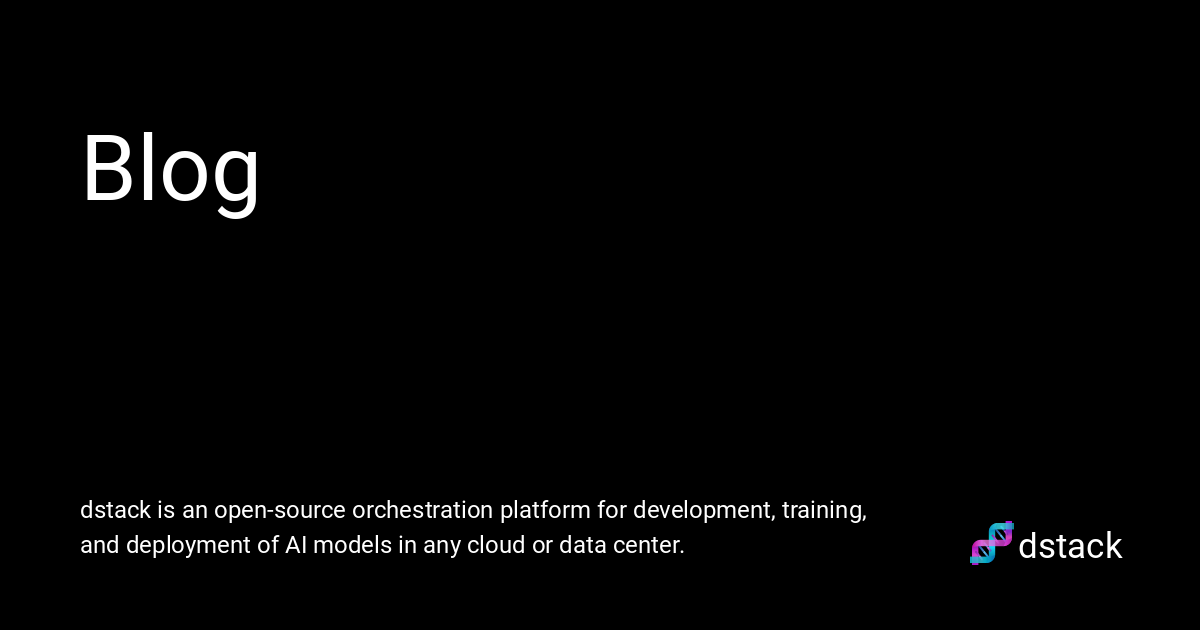 Blog
dstack is an open-source orchestration platform for development, training,
and deployment of AI models in any cloud or data center.
dstack